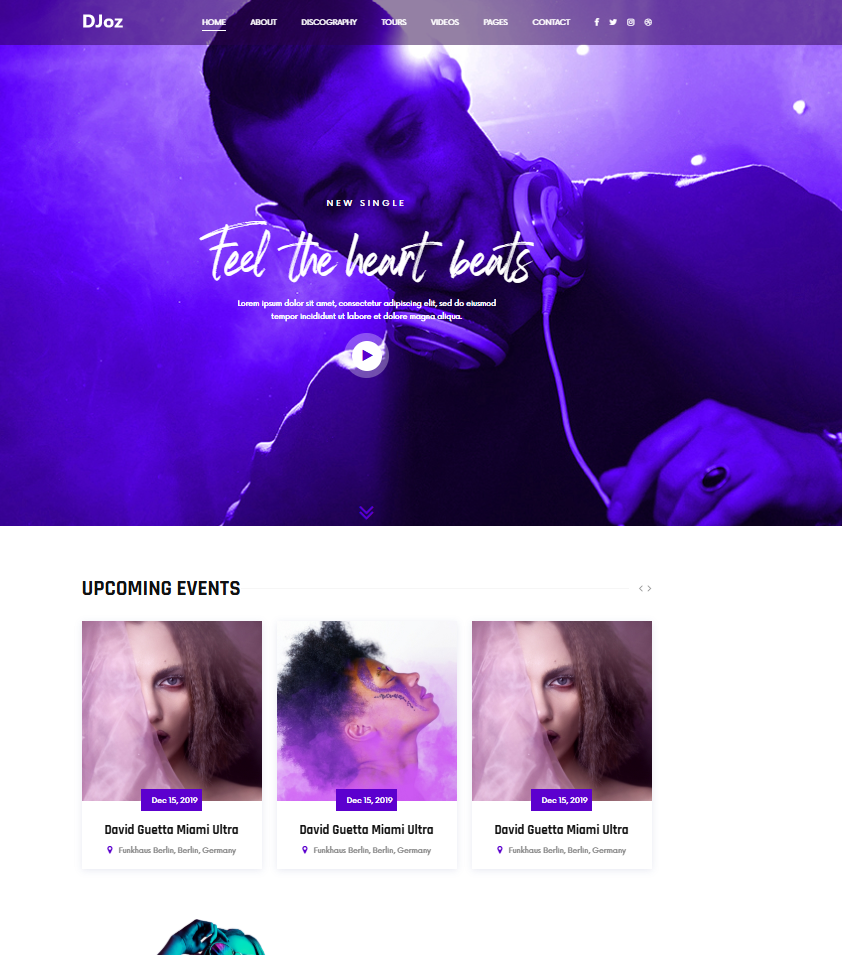 DJoz
HOME ABOUT DISCOGRAPHY TOURS VIDEOS PAGES CONTACT
NEW SINGLE
Feel the heart beats
Lorem ipsum dolor sit amet, consectetur adipiscing elit, sed do eiusmod
tempor incididunt ut labore et dolore magna aliqua.
UPCOMING EVENTS
Dec 15, 2019
David Guetta Miami Ultra
Funkhaus Berlin, Berlin, Germany
Dec 15, 2019
David Guetta Miami Ultra
Funkhaus Berlin, Berlin, Germany
Dec 15, 2019
David Guetta Miami Ultra
Funkhaus Berlin, Berlin, Germany